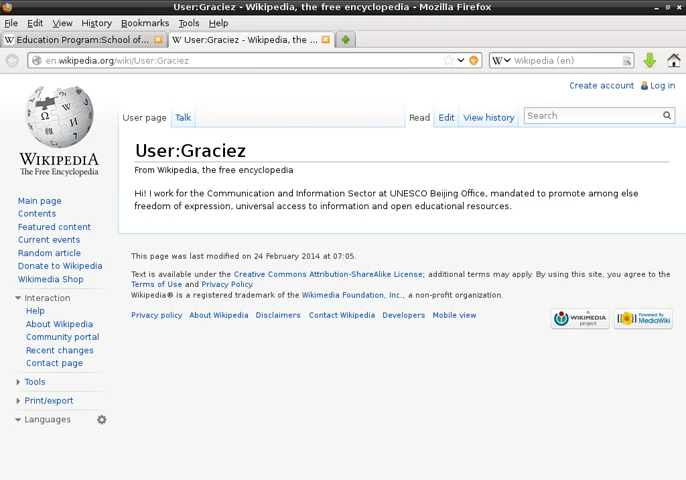 User:Graciez - Wikipedia, the free encyclopedia - Mozilla Firefox
File Edit View History Bookmarks Tools Help
Education Program:School of... User:Graciez - Wikipedia, the ...
en.wikipedia.org/wiki/User:Graciez Wikipedia (en)
Create account Log in
User page Talk Read Edit View history Search
WIKIPEDIA
The Free Encyclopedia
Main page
Contents
Featured content
Current events
Random article
Donate to Wikipedia
Wikimedia Shop
Interaction
Help
About Wikipedia
Community portal
Recent changes
Contact page
Tools
Print/export
Languages
User:Graciez
From Wikipedia, the free encyclopedia
Hi! I work for the Communication and Information Sector at UNESCO Beijing Office, mandated to promote among else
freedom of expression, universal access to information and open educational resources.
This page was last modified on 24 February 2014 at 07:05.
Text is available under the Creative Commons Attribution-ShareAlike License; additional terms may apply. By using this site, you agree to the
Terms of Use and Privacy Policy.
Wikipedia® is a registered trademark of the Wikimedia Foundation, Inc., a non-profit organization.
Privacy policy About Wikipedia Disclaimers Contact Wikipedia Developers Mobile view
A WIKIMEDIA project
Powered By MediaWiki